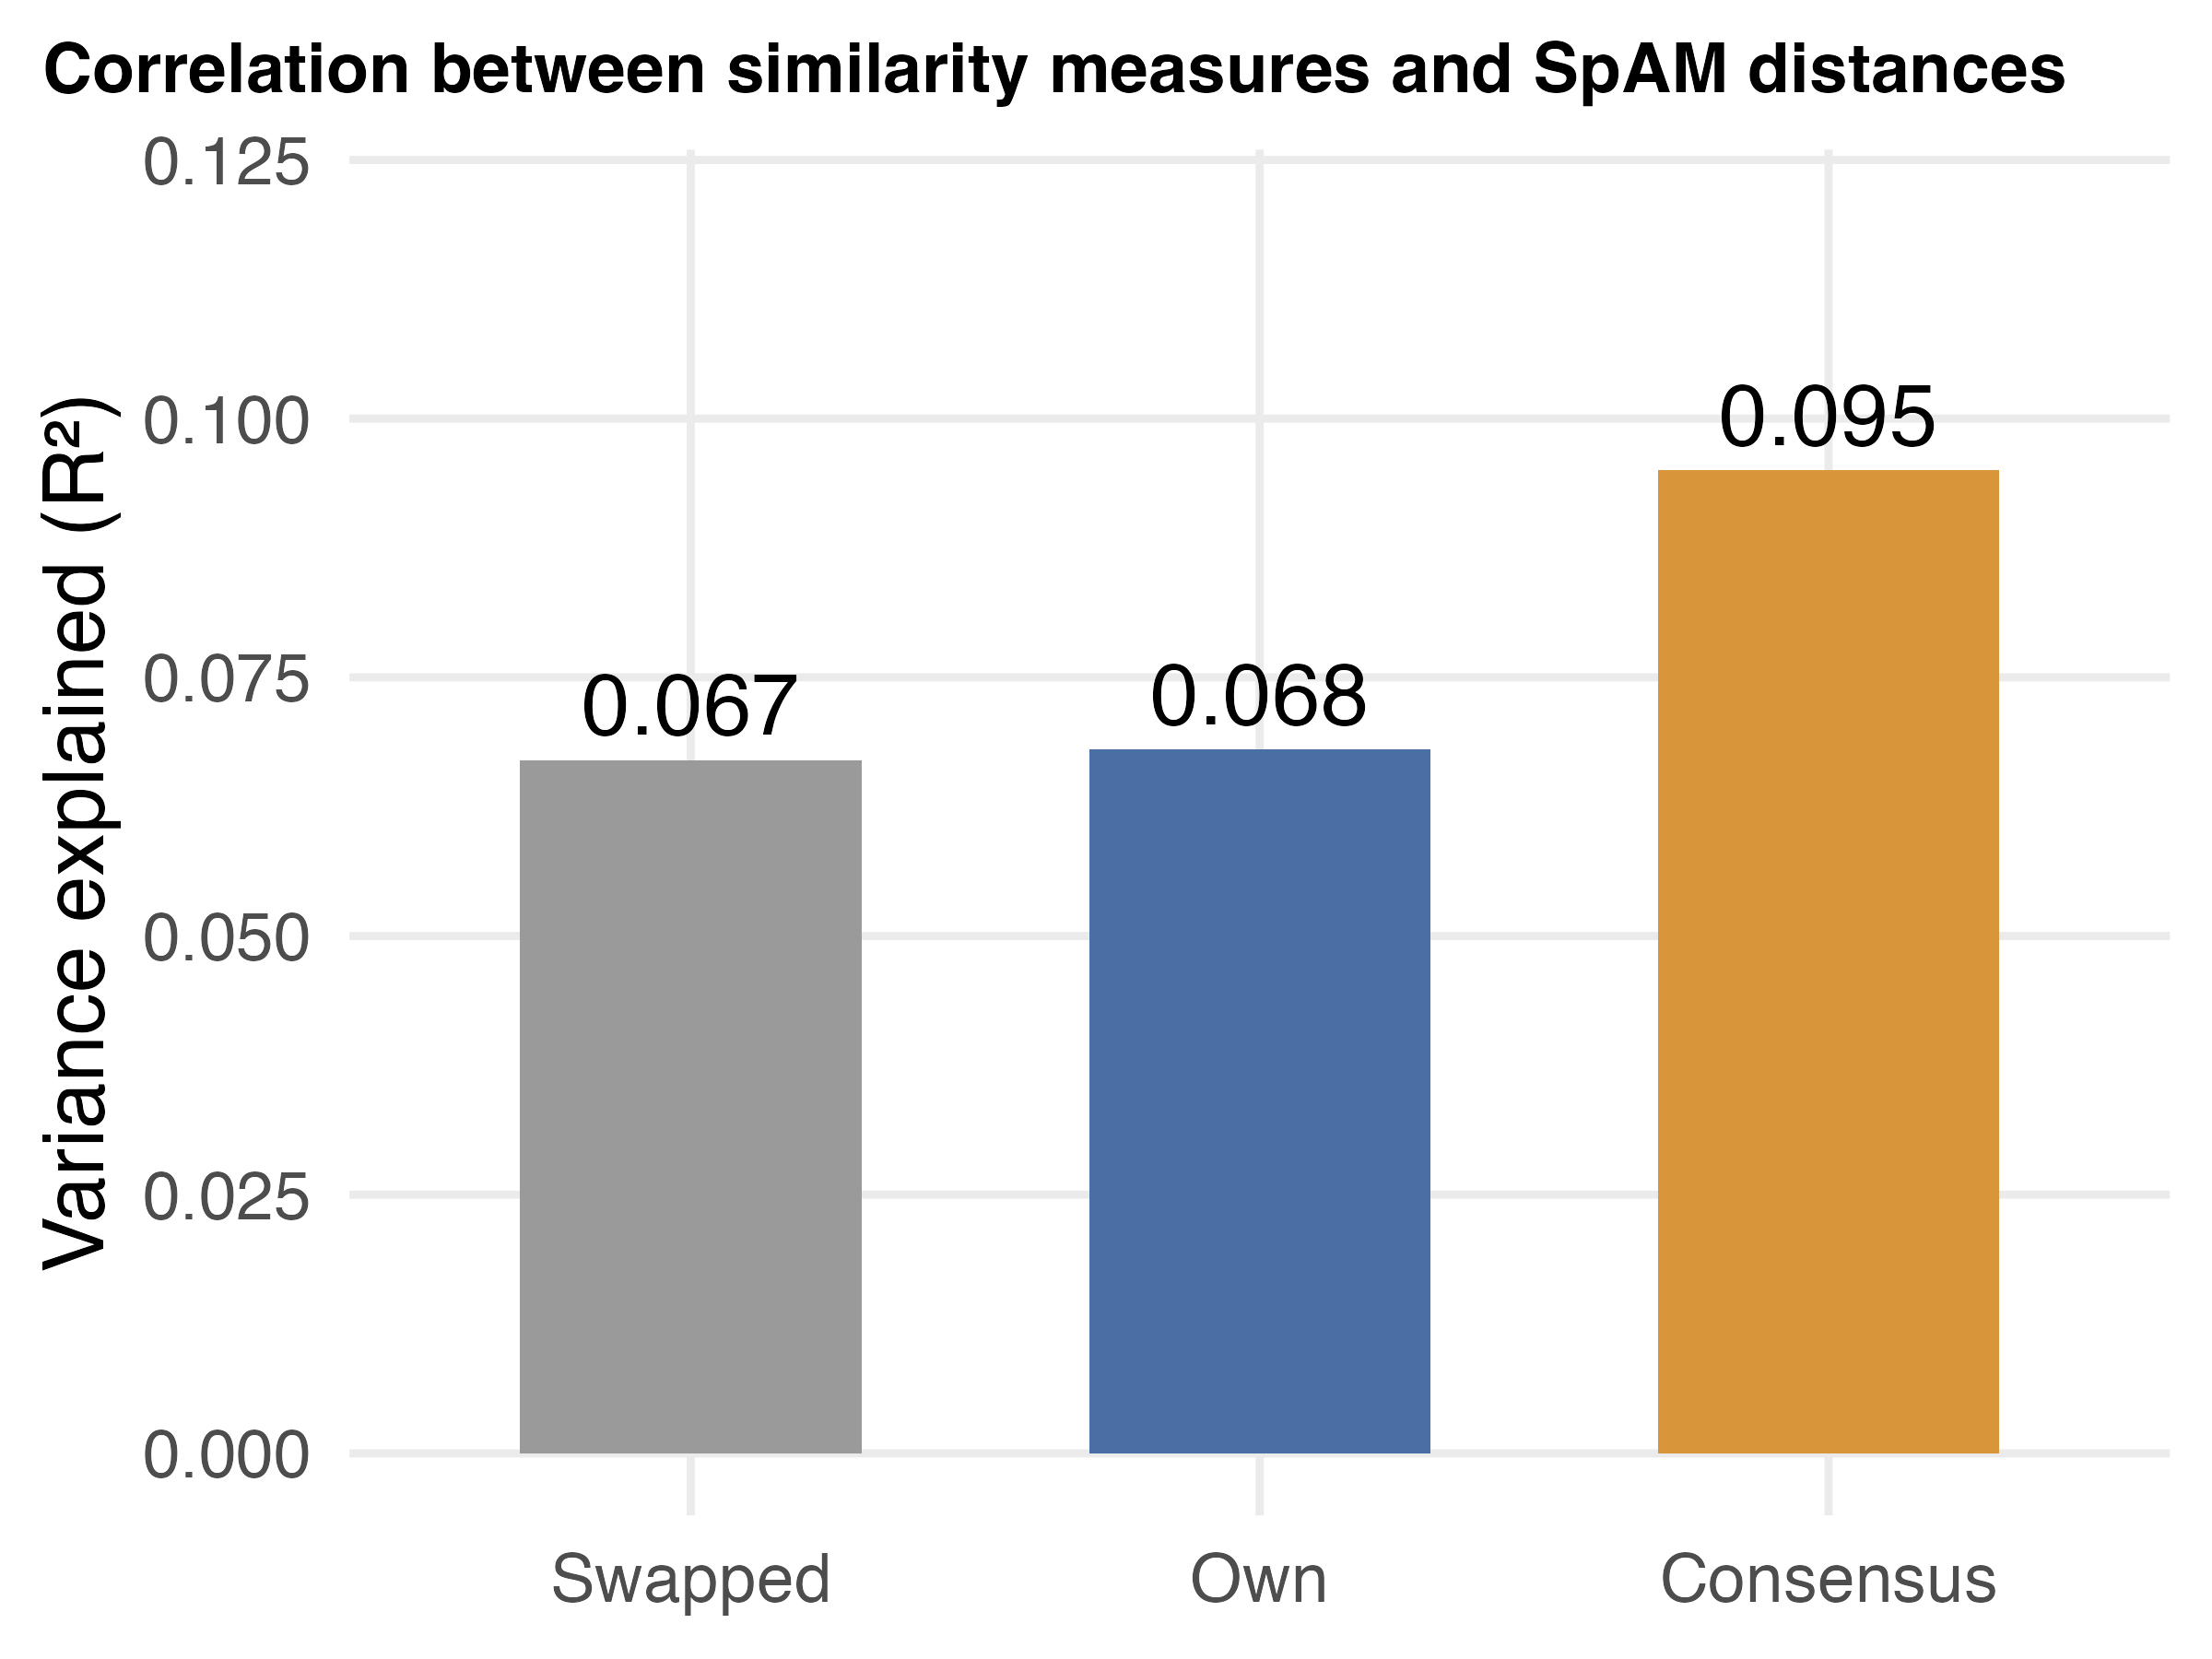 Correlation between similarity measures and SpAM distances
Variance explained (R²)
0.125
0.100
0.075
0.050
0.025
0.000
0.067
0.068
0.095
Swapped
Own
Consensus